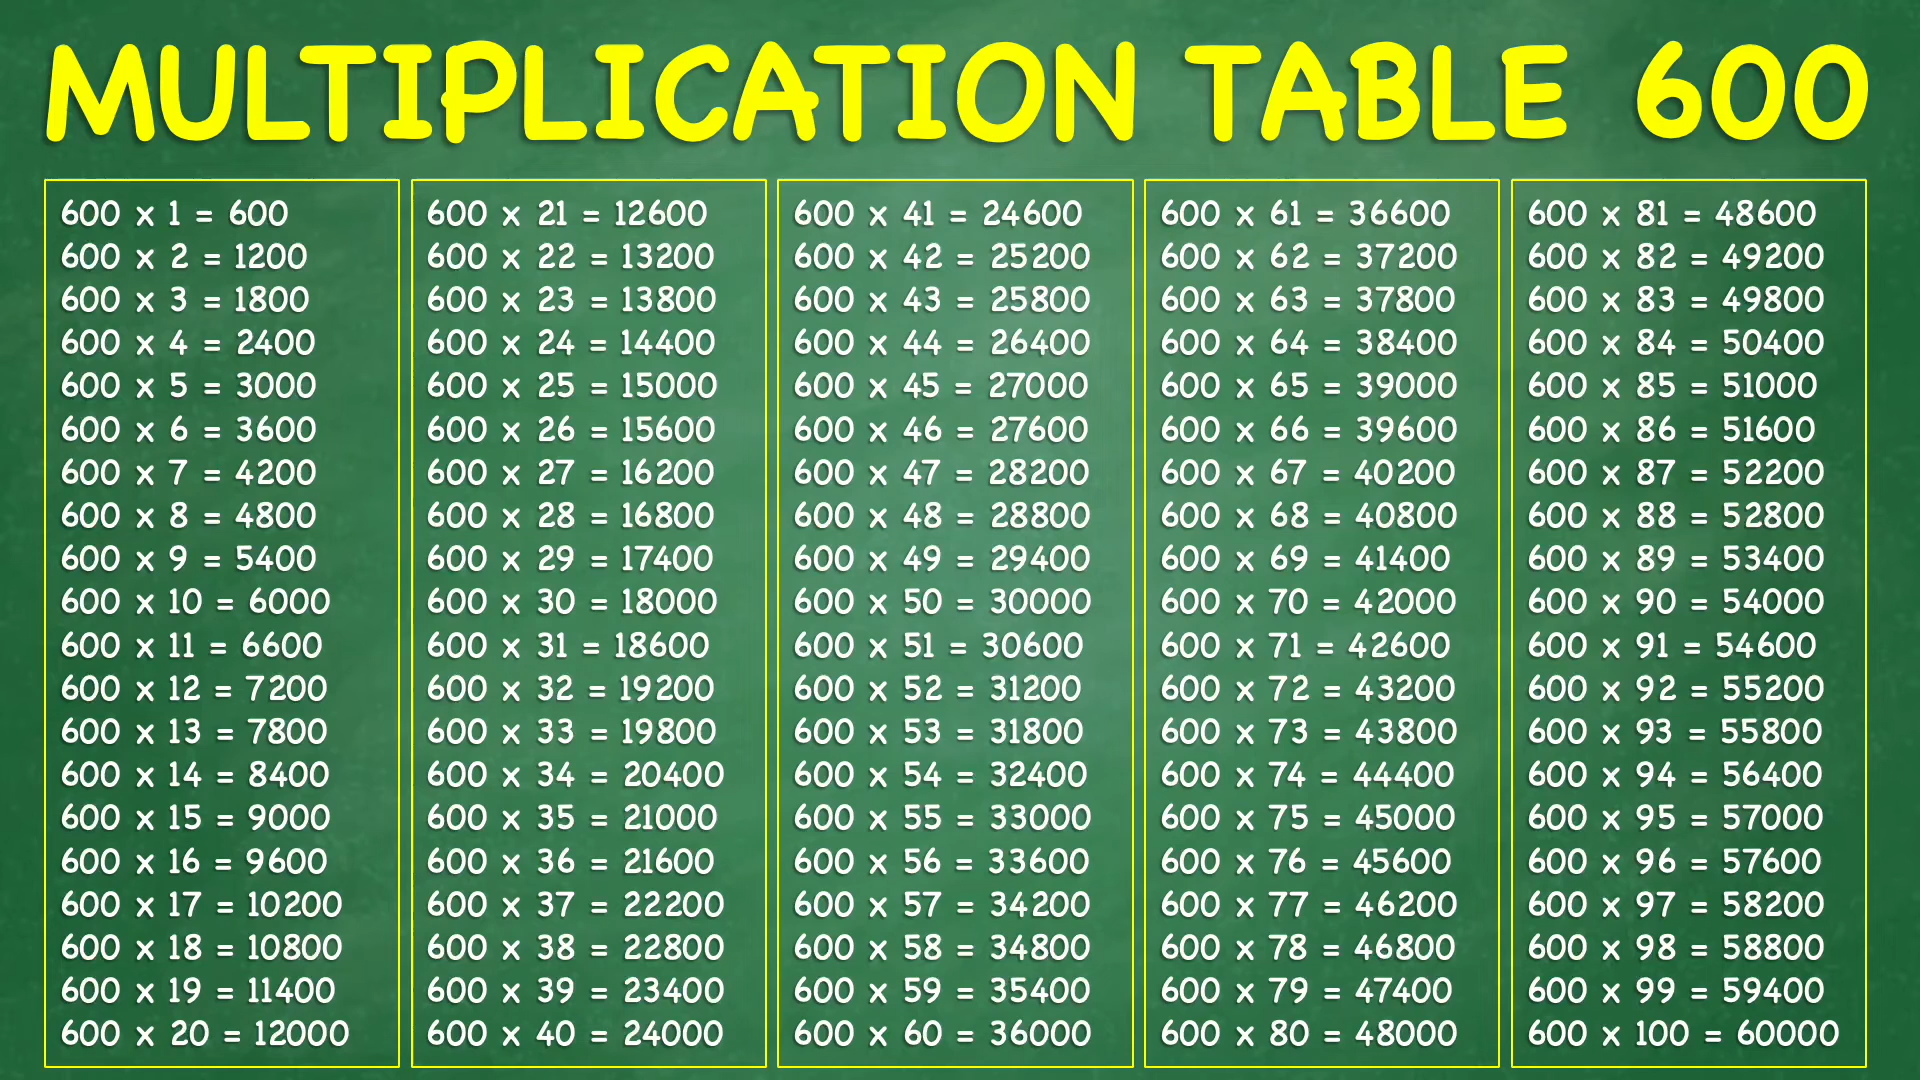 MULTIPLICATION TABLE 600
600 x 1 = 600
600 x 2 = 1200
600 x 3 = 1800
600 x 4 = 2400
600 x 5 = 3000
600 x 6 = 3600
600 x 7 = 4200
600 x 8 = 4800
600 x 9 = 5400
600 x 10 = 6000
600 x 11 = 6600
600 x 12 = 7200
600 x 13 = 7800
600 x 14 = 8400
600 x 15 = 9000
600 x 16 = 9600
600 x 17 = 10200
600 x 18 = 10800
600 x 19 = 11400
600 x 20 = 12000
600 x 21 = 12600
600 x 22 = 13200
600 x 23 = 13800
600 x 24 = 14400
600 x 25 = 15000
600 x 26 = 15600
600 x 27 = 16200
600 x 28 = 16800
600 x 29 = 17400
600 x 30 = 18000
600 x 31 = 18600
600 x 32 = 19200
600 x 33 = 19800
600 x 34 = 20400
600 x 35 = 21000
600 x 36 = 21600
600 x 37 = 22200
600 x 38 = 22800
600 x 39 = 23400
600 x 40 = 24000
600 x 41 = 24600
600 x 42 = 25200
600 x 43 = 25800
600 x 44 = 26400
600 x 45 = 27000
600 x 46 = 27600
600 x 47 = 28200
600 x 48 = 28800
600 x 49 = 29400
600 x 50 = 30000
600 x 51 = 30600
600 x 52 = 31200
600 x 53 = 31800
600 x 54 = 32400
600 x 55 = 33000
600 x 56 = 33600
600 x 57 = 34200
600 x 58 = 34800
600 x 59 = 35400
600 x 60 = 36000
600 x 61 = 36600
600 x 62 = 37200
600 x 63 = 37800
600 x 64 = 38400
600 x 65 = 39000
600 x 66 = 39600
600 x 67 = 40200
600 x 68 = 40800
600 x 69 = 41400
600 x 70 = 42000
600 x 71 = 42600
600 x 72 = 43200
600 x 73 = 43800
600 x 74 = 44400
600 x 75 = 45000
600 x 76 = 45600
600 x 77 = 46200
600 x 78 = 46800
600 x 79 = 47400
600 x 80 = 48000
600 x 81 = 48600
600 x 82 = 49200
600 x 83 = 49800
600 x 84 = 50400
600 x 85 = 51000
600 x 86 = 51600
600 x 87 = 52200
600 x 88 = 52800
600 x 89 = 53400
600 x 90 = 54000
600 x 91 = 54600
600 x 92 = 55200
600 x 93 = 55800
600 x 94 = 56400
600 x 95 = 57000
600 x 96 = 57600
600 x 97 = 58200
600 x 98 = 58800
600 x 99 = 59400
600 x 100 = 60000